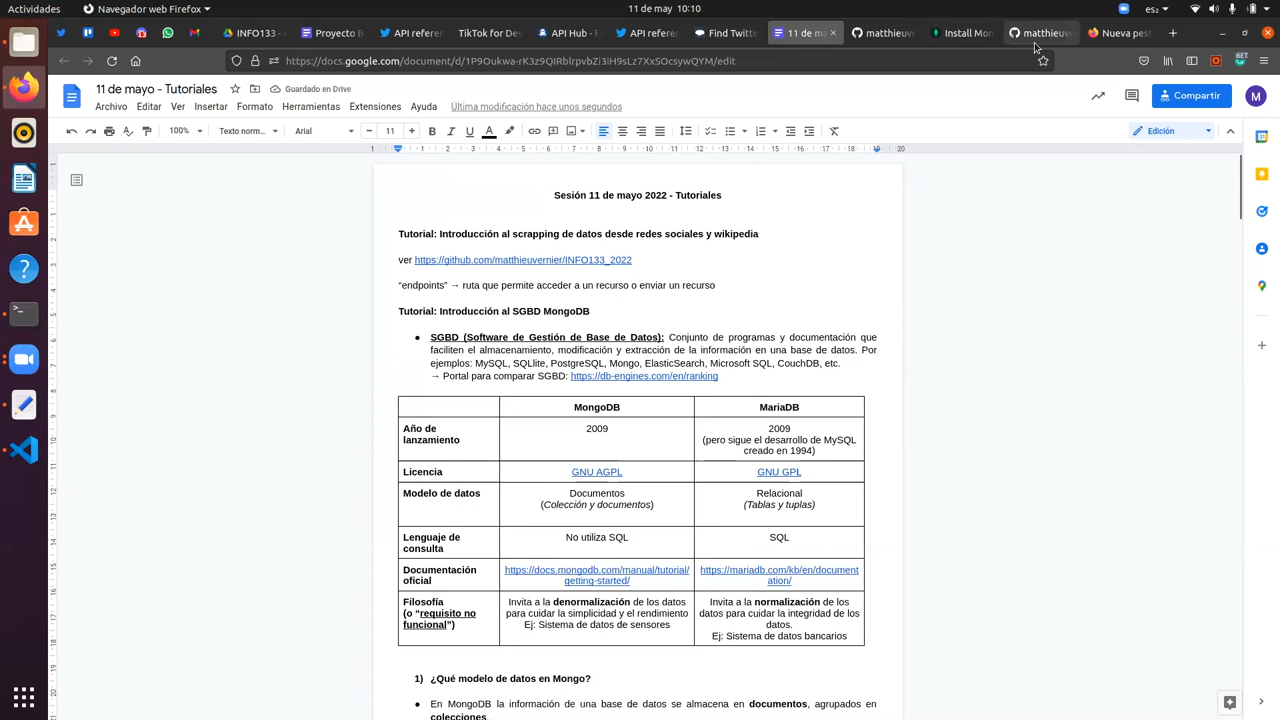 Actividades
Navegador web Firefox
11 de may 10:10
es₂
INFO133 -
Proyecto B
API referen
TikTok for Dev
API Hub - F
API referen
Find Twitte
11 de ma
matthieuve
Install Mon
matthieuve
Nueva pest
https://docs.google.com/document/d/1P9Oukwa-rK3z9QIRblrpvbZi3iH9sLz7XxSOcsywQYM/edit
11 de mayo - Tutoriales
Guardado en Drive
Archivo Editar Ver Insertar Formato Herramientas Extensiones Ayuda Última modificación hace unos segundos
Compartir
M
100% Texto norm... Arial 11 Edición
Sesión 11 de mayo 2022 - Tutoriales
Tutorial: Introducción al scrapping de datos desde redes sociales y wikipedia
ver https://github.com/matthieuvernier/INFO133_2022
“endpoints” → ruta que permite acceder a un recurso o enviar un recurso
Tutorial: Introducción al SGBD MongoDB
● SGBD (Software de Gestión de Base de Datos): Conjunto de programas y documentación que
faciliten el almacenamiento, modificación y extracción de la información en una base de datos. Por
ejemplos: MySQL, SQLlite, PostgreSQL, Mongo, ElasticSearch, Microsoft SQL, CouchDB, etc.
→ Portal para comparar SGBD: https://db-engines.com/en/ranking
MongoDB
MariaDB
Año de
lanzamiento
2009
2009
(pero sigue el desarrollo de MySQL
creado en 1994)
Licencia
GNU AGPL
GNU GPL
Modelo de datos
Documentos
(Colección y documentos)
Relacional
(Tablas y tuplas)
Lenguaje de
consulta
No utiliza SQL
SQL
Documentación
oficial
https://docs.mongodb.com/manual/tutorial/
getting-started/
https://mariadb.com/kb/en/document
ation/
Filosofía
(o “requisito no
funcional”)
Invita a la denormalización de los datos
para cuidar la simplicidad y el rendimiento
Ej: Sistema de datos de sensores
Invita a la normalización de los
datos para cuidar la integridad de los
datos.
Ej: Sistema de datos bancarios
1) ¿Qué modelo de datos en Mongo?
● En MongoDB la información de una base de datos se almacena en documentos, agrupados en
colecciones.